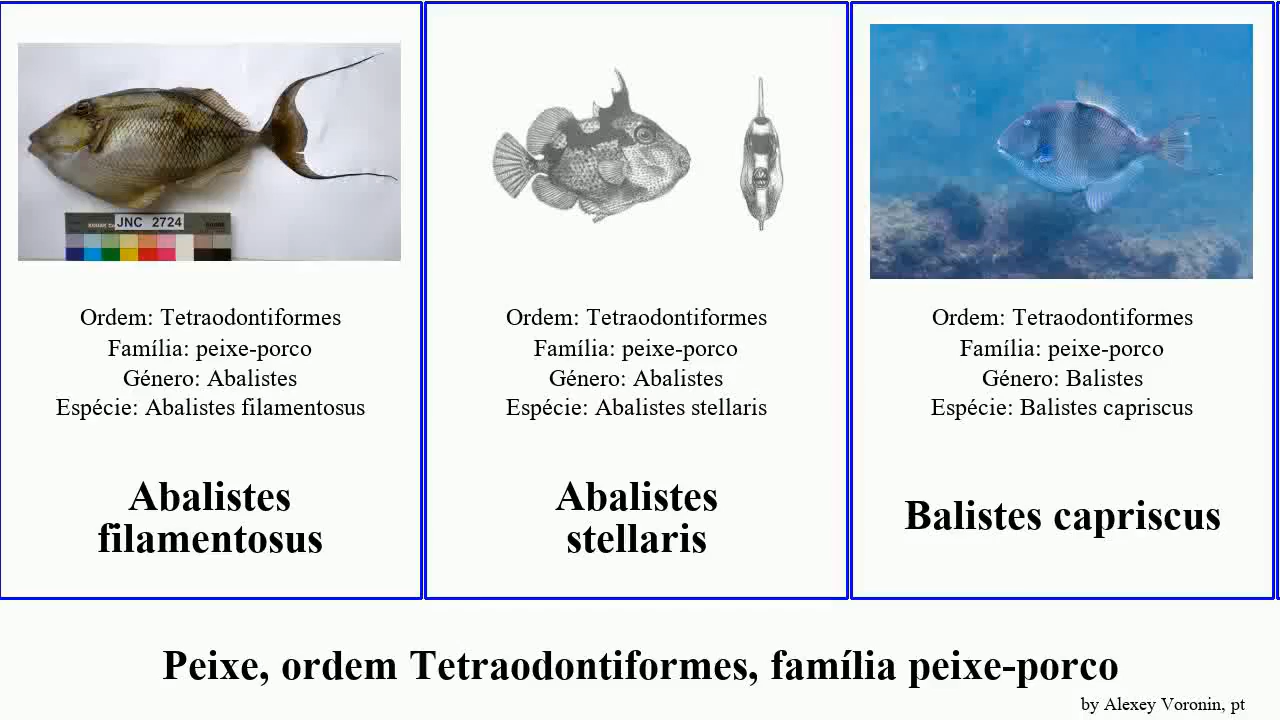 JNC 2724
Ordem: Tetraodontiformes
Família: peixe-porco
Género: Abalistes
Espécie: Abalistes filamentosus
Abalistes
filamentosus
Ordem: Tetraodontiformes
Família: peixe-porco
Género: Abalistes
Espécie: Abalistes stellaris
Abalistes
stellaris
Ordem: Tetraodontiformes
Família: peixe-porco
Género: Balistes
Espécie: Balistes capriscus
Balistes capriscus
Peixe, ordem Tetraodontiformes, família peixe-porco
by Alexey Voronin, pt